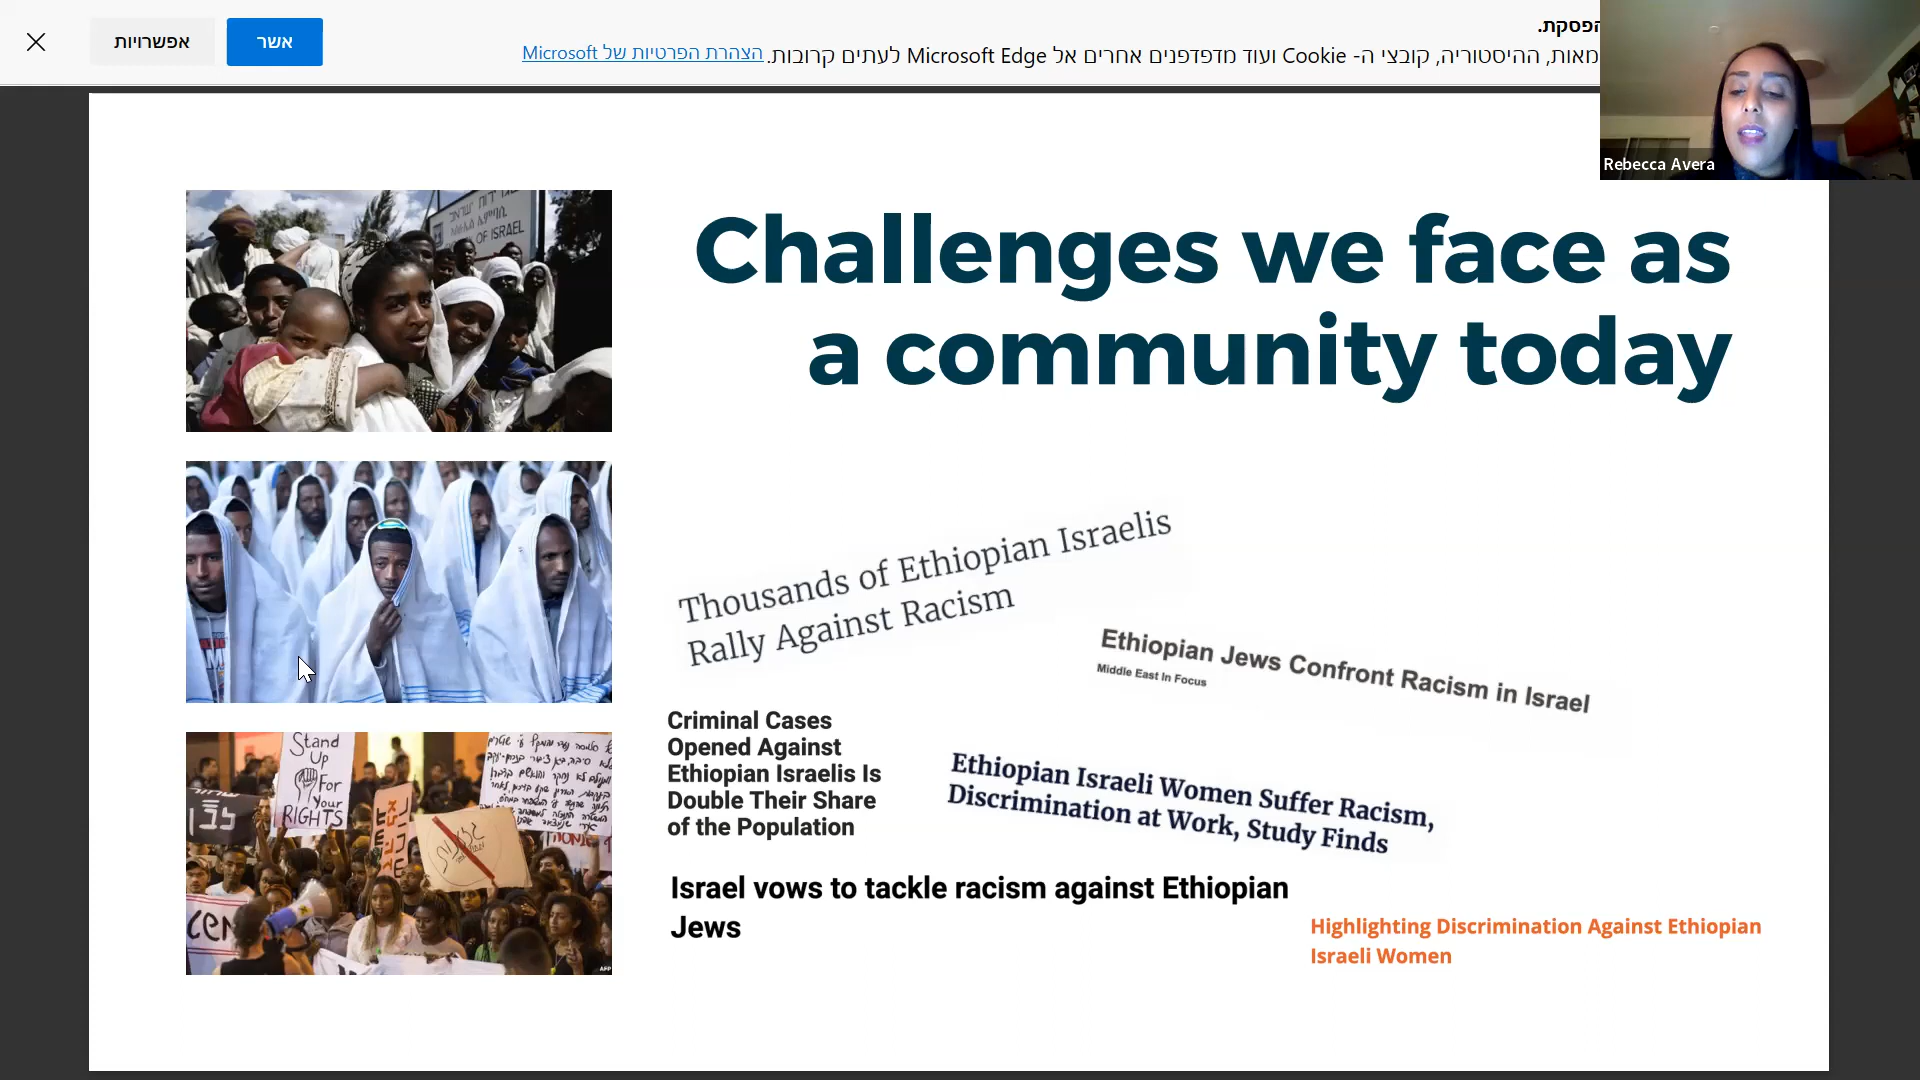 הפסקת.
מאות, ההיסטוריה, קובצי ה- Cookie ועוד מדפדפנים אחרים אל Microsoft Edge לעתים קרובות. הצהרת הפרטיות של Microsoft
אשר
אפשרויות
Rebecca Avera
Challenges we face as
a community today
OF ISRAEL
Thousands of Ethiopian Israelis
Rally Against Racism
Ethiopian Jews Confront Racism in Israel
Middle East In Focus
Criminal Cases
Opened Against
Ethiopian Israelis Is
Double Their Share
of the Population
Ethiopian Israeli Women Suffer Racism,
Discrimination at Work, Study Finds
Israel vows to tackle racism against Ethiopian
Jews
Highlighting Discrimination Against Ethiopian
Israeli Women
Stand
Up
For
Your
RIGHTS
AFP